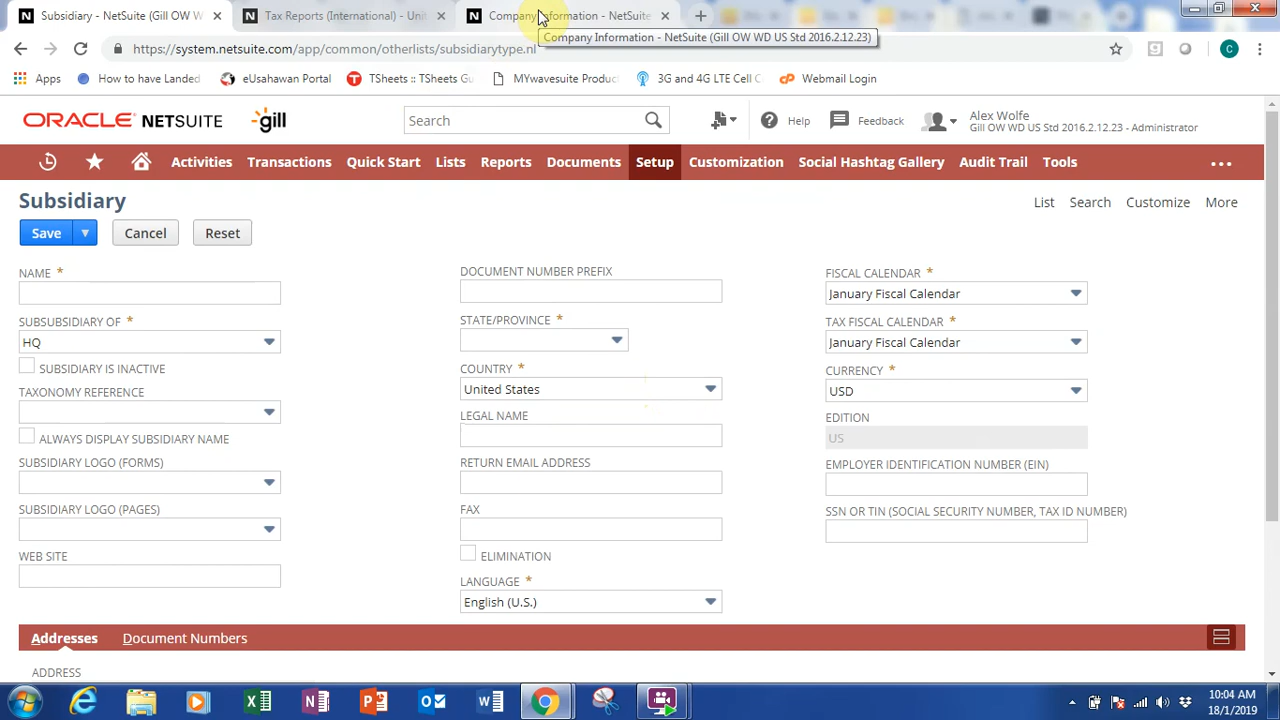 Subsidiary - NetSuite (Gill OW W
Tax Reports (International) - Unit
Company Information - NetSuite
Company Information - NetSuite (Gill OW WD US Std 2016.2.12.23)
https://system.netsuite.com/app/common/otherlists/subsidiarytype.nl
Apps
How to have Landed
eUsahawan Portal
TSheets :: TSheets Gu
MYwavesuite Produc
3G and 4G LTE Cell C
Webmail Login
ORACLE NETSUITE
gill
Search
Help
Feedback
Alex Wolfe
Gill OW WD US Std 2016.2.12.23 - Administrator
Activities
Transactions
Quick Start
Lists
Reports
Documents
Setup
Customization
Social Hashtag Gallery
Audit Trail
Tools
Subsidiary
List
Search
Customize
More
Save
Cancel
Reset
NAME *
SUBSUBSIDIARY OF *
HQ
SUBSIDIARY IS INACTIVE
TAXONOMY REFERENCE
ALWAYS DISPLAY SUBSIDIARY NAME
SUBSIDIARY LOGO (FORMS)
SUBSIDIARY LOGO (PAGES)
WEB SITE
DOCUMENT NUMBER PREFIX
STATE/PROVINCE *
COUNTRY *
United States
LEGAL NAME
RETURN EMAIL ADDRESS
FAX
ELIMINATION
LANGUAGE *
English (U.S.)
FISCAL CALENDAR *
January Fiscal Calendar
TAX FISCAL CALENDAR *
January Fiscal Calendar
CURRENCY *
USD
EDITION
US
EMPLOYER IDENTIFICATION NUMBER (EIN)
SSN OR TIN (SOCIAL SECURITY NUMBER, TAX ID NUMBER)
Addresses
Document Numbers
ADDRESS
10:04 AM
18/1/2019